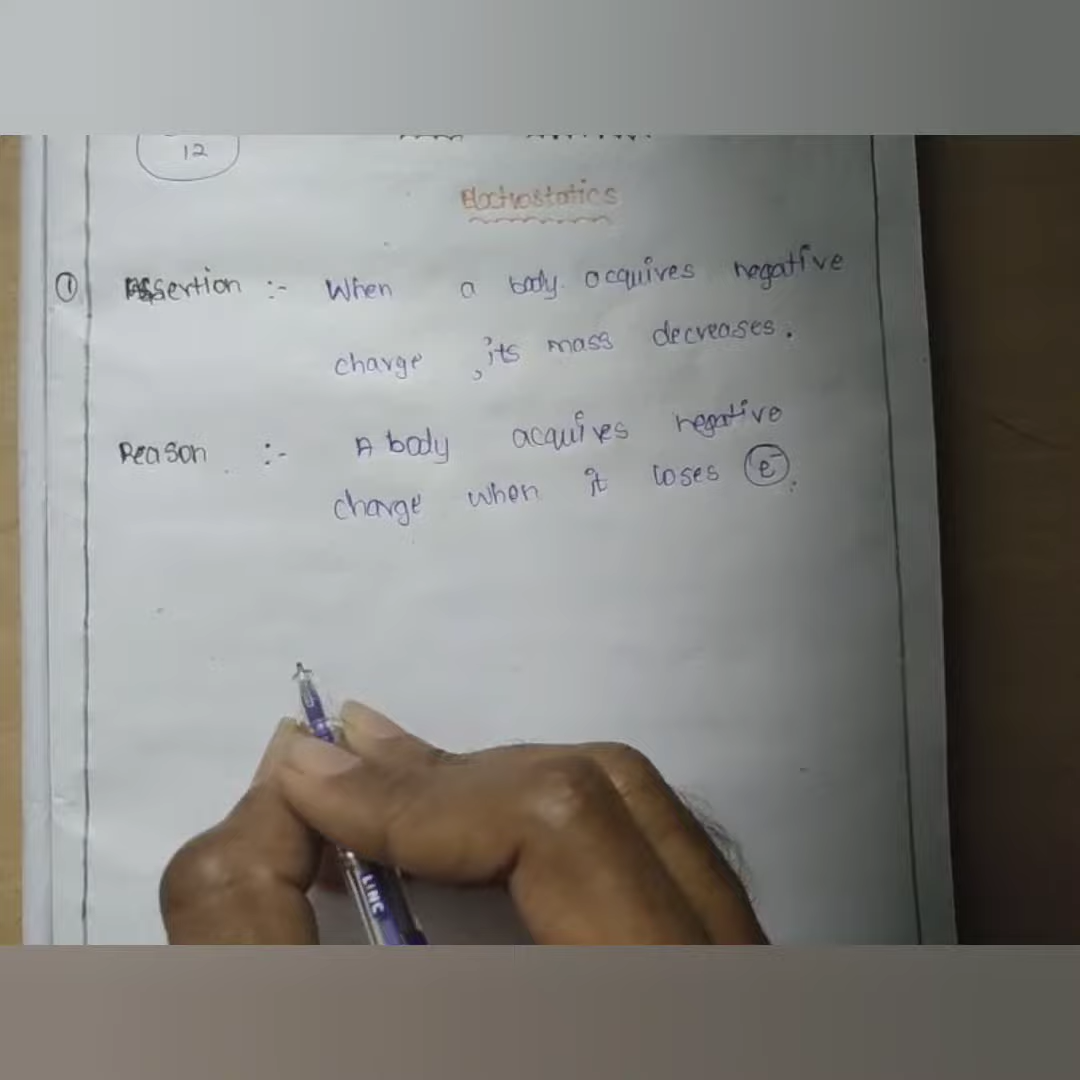 12
Electrostatics
① Assertion :- When a body acquires negative
charge , its mass decreases.
Reason :- A body acquires negative
charge when it loses e⁻.
LINC